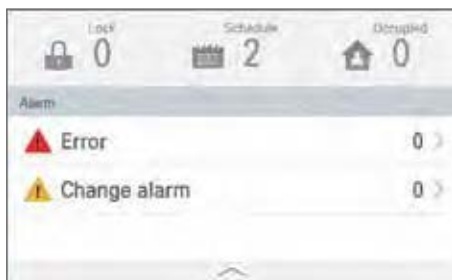 Lock Schedule Occupied
0 2 0
Alarm
Error 0
Change alarm 0